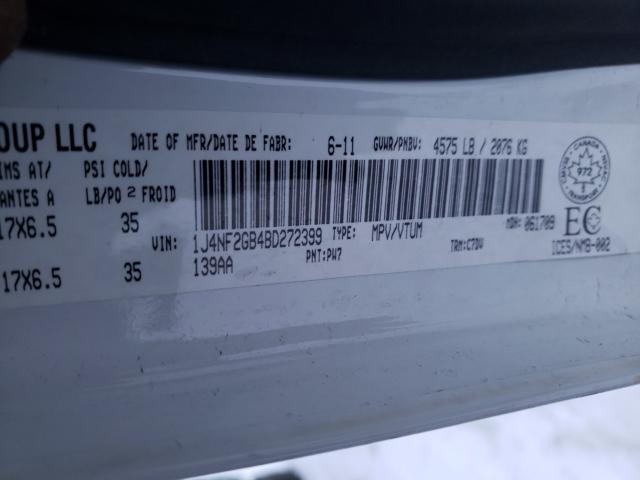 OUP LLC DATE OF MFR/DATE DE FABR: 6-11 GVWR/PNBV: 4575 LB / 2076 KG
IMS AT/ PSI COLD/
ANTES A LB/PO 2 FROID
17X6.5 35
VIN: 1J4NF2GB4BD272399 TYPE: MPV/VTUM MDH: 061709
139AA PNT:PW7 TRM:C7DV
17X6.5 35
CANADA
972
EC
ICES/NMB-002